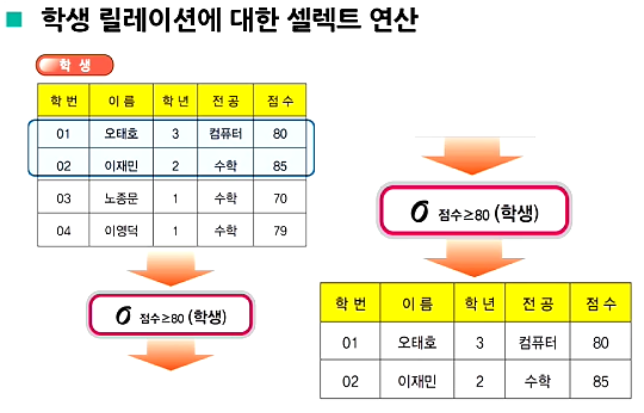 학생 릴레이션에 대한 셀렉트 연산
학 생
학 번 이 름 학 년 전 공 점 수
01 오태호 3 컴퓨터 80
02 이재민 2 수학 85
03 노종문 1 수학 70
04 이영덕 1 수학 79
σ 점수≥80 (학생)
σ 점수≥80 (학생)
학 번 이 름 학 년 전 공 점 수
01 오태호 3 컴퓨터 80
02 이재민 2 수학 85